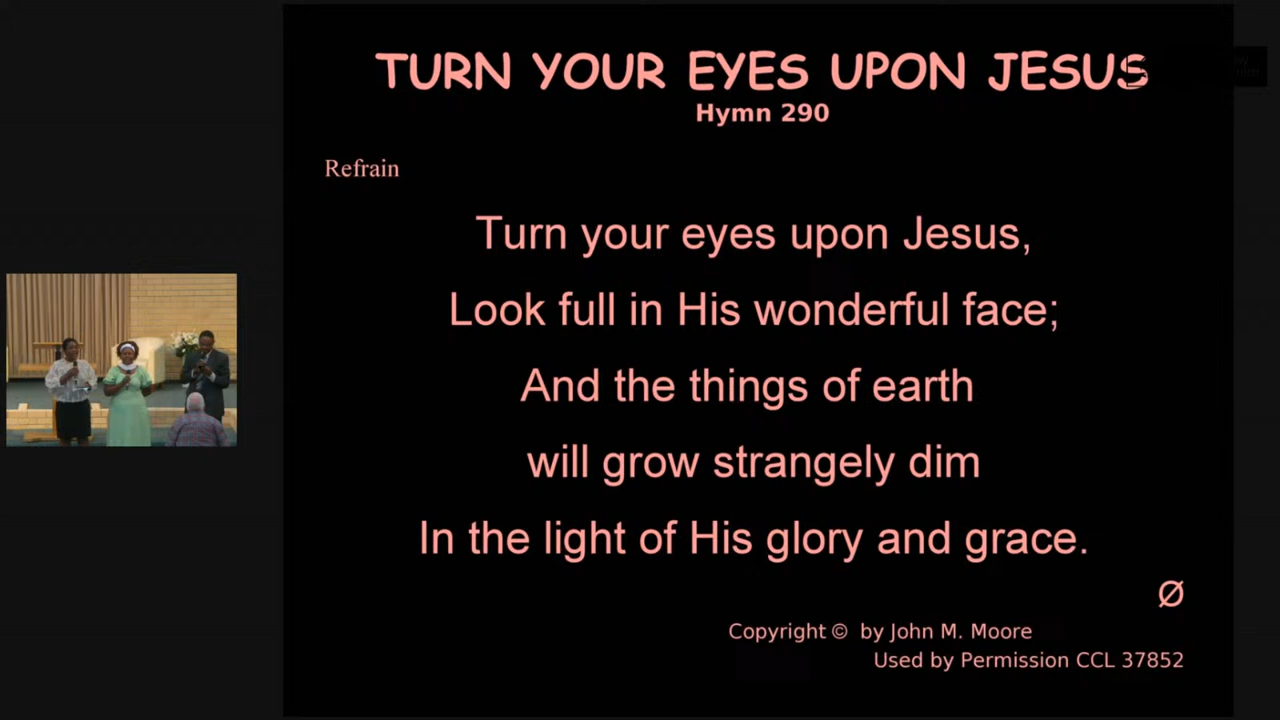 TURN YOUR EYES UPON JESUS
Hymn 290
Refrain
Turn your eyes upon Jesus,
Look full in His wonderful face;
And the things of earth
will grow strangely dim
In the light of His glory and grace.
Ø
Copyright © by John M. Moore
Used by Permission CCL 37852